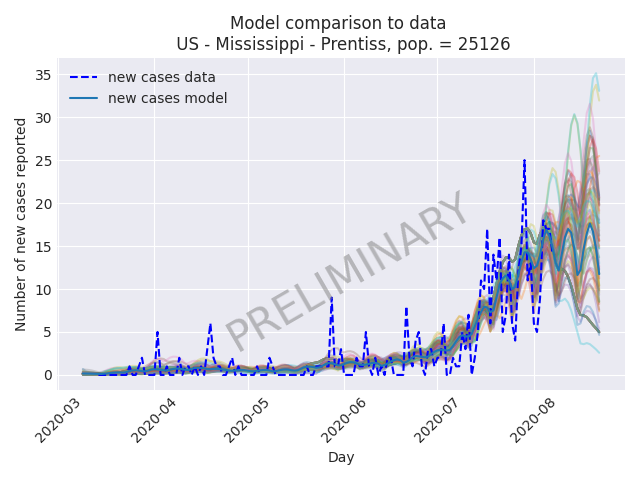 Model comparison to data
US - Mississippi - Prentiss, pop. = 25126
new cases data
new cases model
PRELIMINARY
Number of new cases reported
35
30
25
20
15
10
5
0
2020-03
2020-04
2020-05
2020-06
2020-07
2020-08
Day